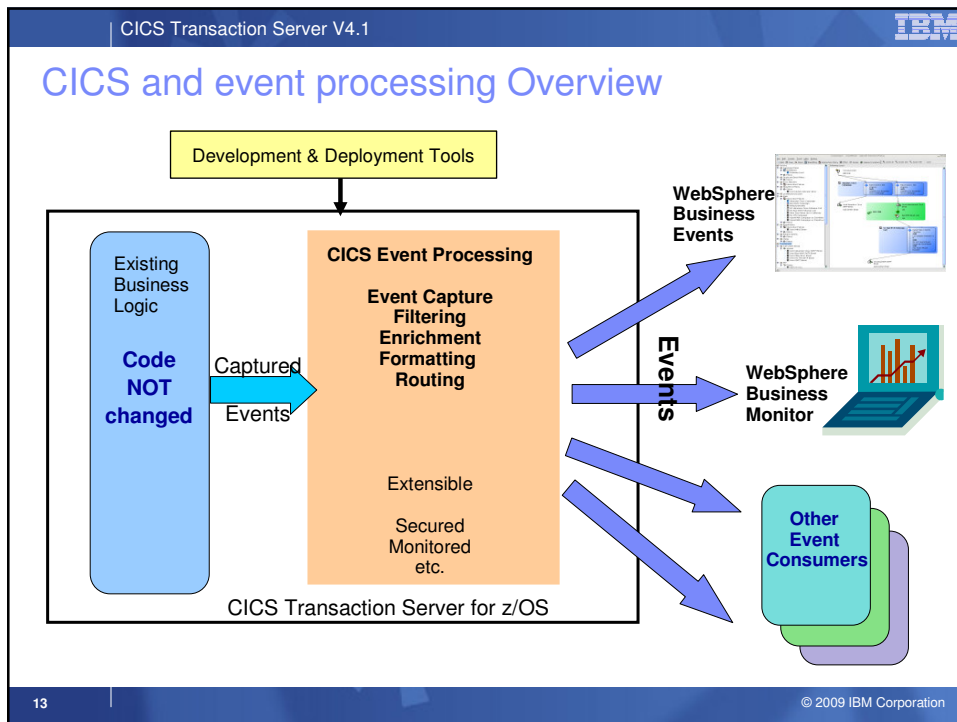 CICS Transaction Server V4.1
IBM
CICS and event processing Overview
Development & Deployment Tools
Existing
Business
Logic
Code
NOT
changed
Captured
Events
CICS Event Processing
Event Capture
Filtering
Enrichment
Formatting
Routing
Extensible
Secured
Monitored
etc.
CICS Transaction Server for z/OS
Events
WebSphere
Business
Events
WebSphere
Business
Monitor
Other
Event
Consumers
13
© 2009 IBM Corporation